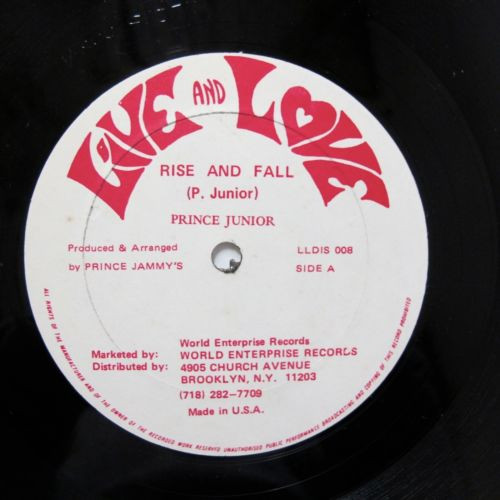 LIVE AND LOVE
RISE AND FALL
(P. Junior)
PRINCE JUNIOR
Produced & Arranged
by PRINCE JAMMY'S
LLDIS 008
SIDE A
World Enterprise Records
Marketed by: WORLD ENTERPRISE RECORDS
Distributed by: 4905 CHURCH AVENUE
BROOKLYN, N.Y. 11203
(718) 282-7709
Made in U.S.A.
ALL RIGHTS OF THE MANUFACTURER AND OF THE OWNER OF THE RECORDED WORK RESERVED UNAUTHORISED PUBLIC PERFORMANCE BROADCASTING AND COPYING OF THIS RECORD PROHIBITED